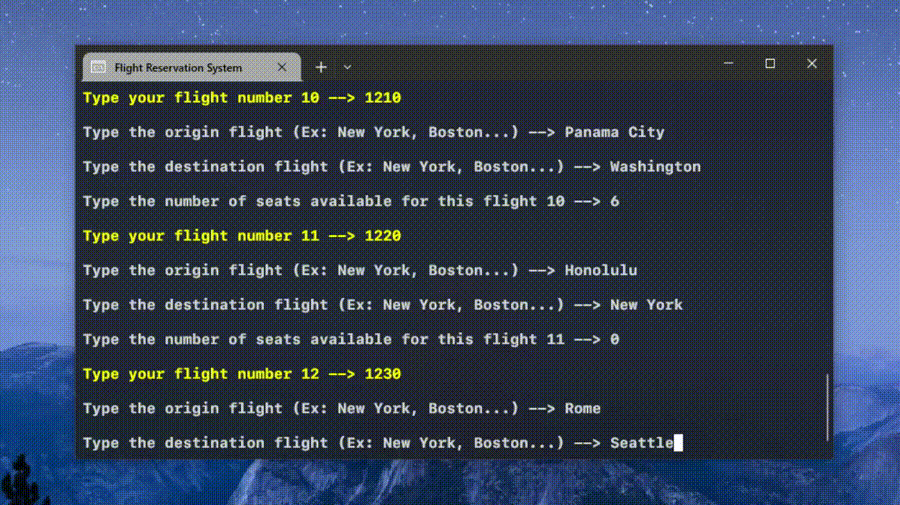 Flight Reservation System
Type your flight number 10 --> 1210
Type the origin flight (Ex: New York, Boston...) --> Panama City
Type the destination flight (Ex: New York, Boston...) --> Washington
Type the number of seats available for this flight 10 --> 6
Type your flight number 11 --> 1220
Type the origin flight (Ex: New York, Boston...) --> Honolulu
Type the destination flight (Ex: New York, Boston...) --> New York
Type the number of seats available for this flight 11 --> 0
Type your flight number 12 --> 1230
Type the origin flight (Ex: New York, Boston...) --> Rome
Type the destination flight (Ex: New York, Boston...) --> Seattle